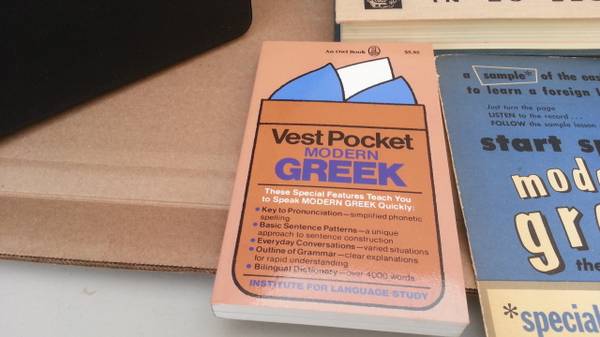 An Owl Book $5.95
Vest Pocket
MODERN
GREEK
These Special Features Teach You
to Speak MODERN GREEK Quickly:
• Key to Pronunciation—simplified phonetic
spelling
• Basic Sentence Patterns—a unique
approach to sentence construction
• Everyday Conversations—varied situations
• Outline of Grammar—clear explanations
for rapid understanding
• Bilingual Dictionary—over 4000 words
INSTITUTE FOR LANGUAGE STUDY
a sample* of the eas
to learn a foreign l
Just turn the page
LISTEN to the record . . .
FOLLOW the sample lesson
start sp
mod
gr
the
*special